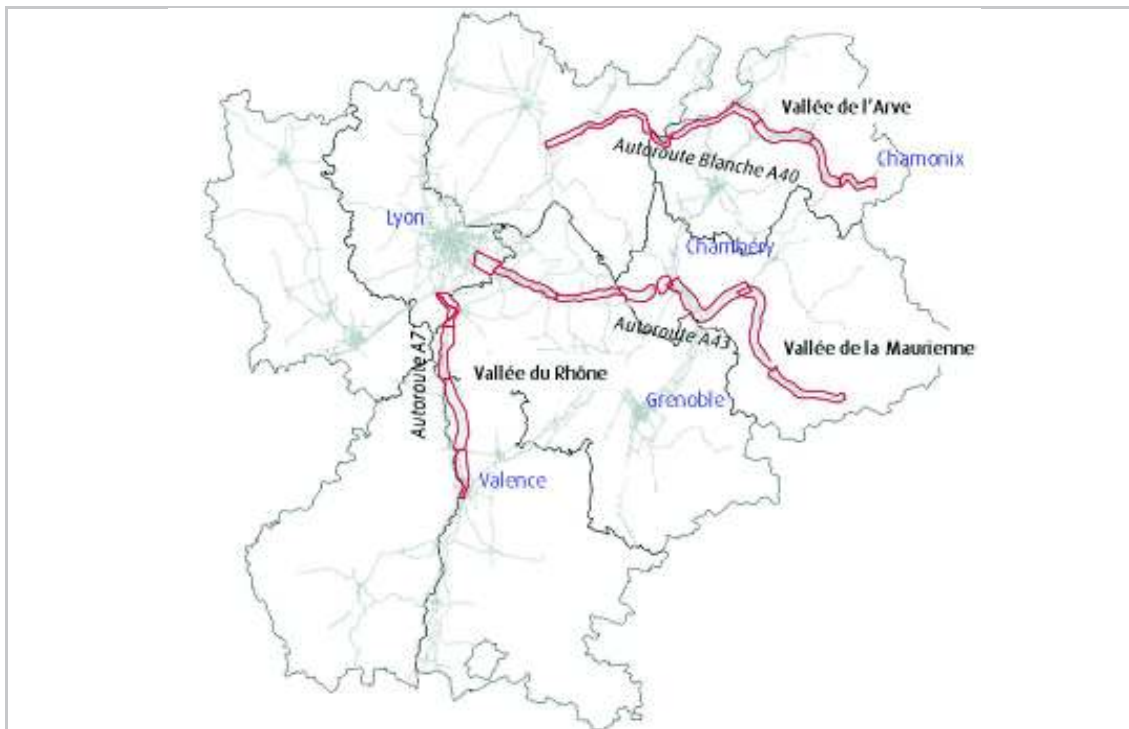 Vallée de l'Arve
Autoroute Blanche A40
Chamonix
Lyon
Chambéry
Autoroute A43
Vallée de la Maurienne
Autoroute A7
Vallée du Rhône
Grenoble
Valence